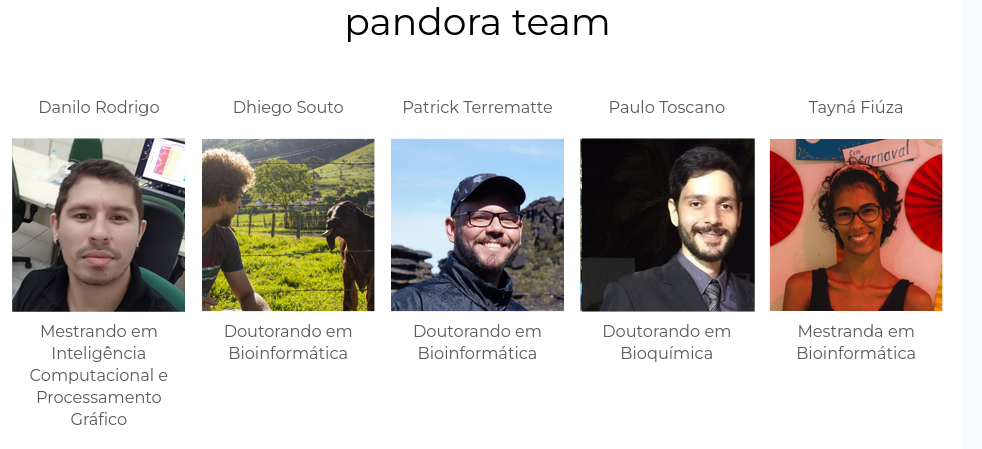 pandora team
Danilo Rodrigo
Dhiego Souto
Patrick Terrematte
Paulo Toscano
Tayná Fiúza
Carnaval
Mestrando em
Inteligência
Computacional e
Processamento
Gráfico
Doutorando em
Bioinformática
Doutorando em
Bioinformática
Doutorando em
Bioquímica
Mestranda em
Bioinformática